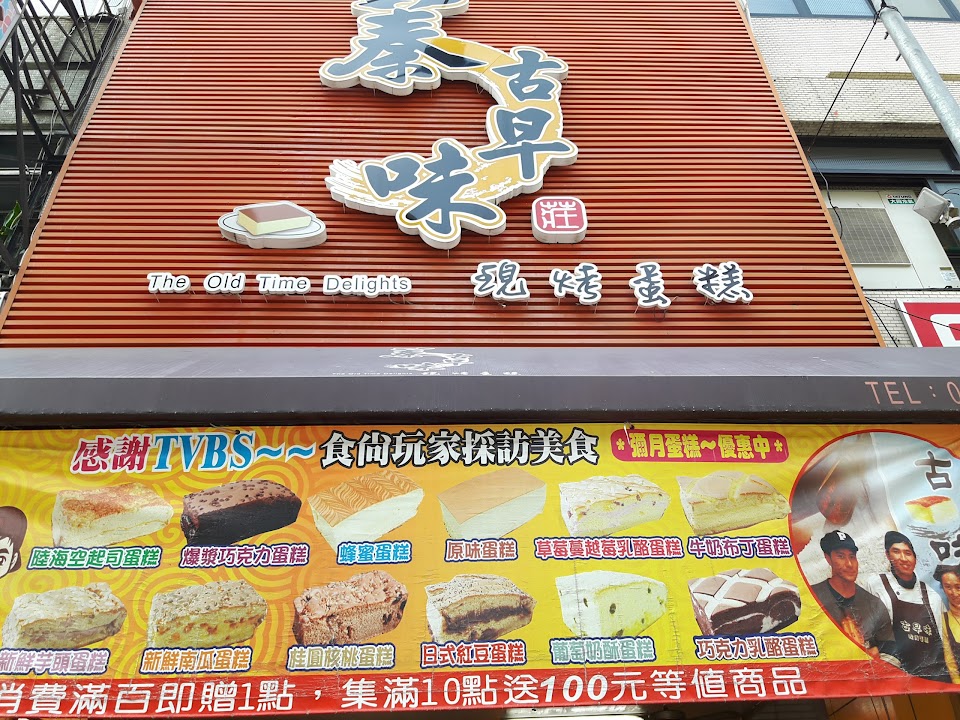 秦
古早味
莊
The Old Time Delights 現烤蛋糕
TEL：0
感謝TVBS～～食尚玩家採訪美食 *彌月蛋糕～優惠中*
陸海空起司蛋糕 爆漿巧克力蛋糕 蜂蜜蛋糕 原味蛋糕 草莓蔓越莓乳酪蛋糕 牛奶布丁蛋糕
新鮮芋頭蛋糕 新鮮南瓜蛋糕 桂圓核桃蛋糕 日式紅豆蛋糕 葡萄奶酥蛋糕 巧克力乳酪蛋糕
古
味
古早味
消費滿百即贈1點，集滿10點送100元等值商品